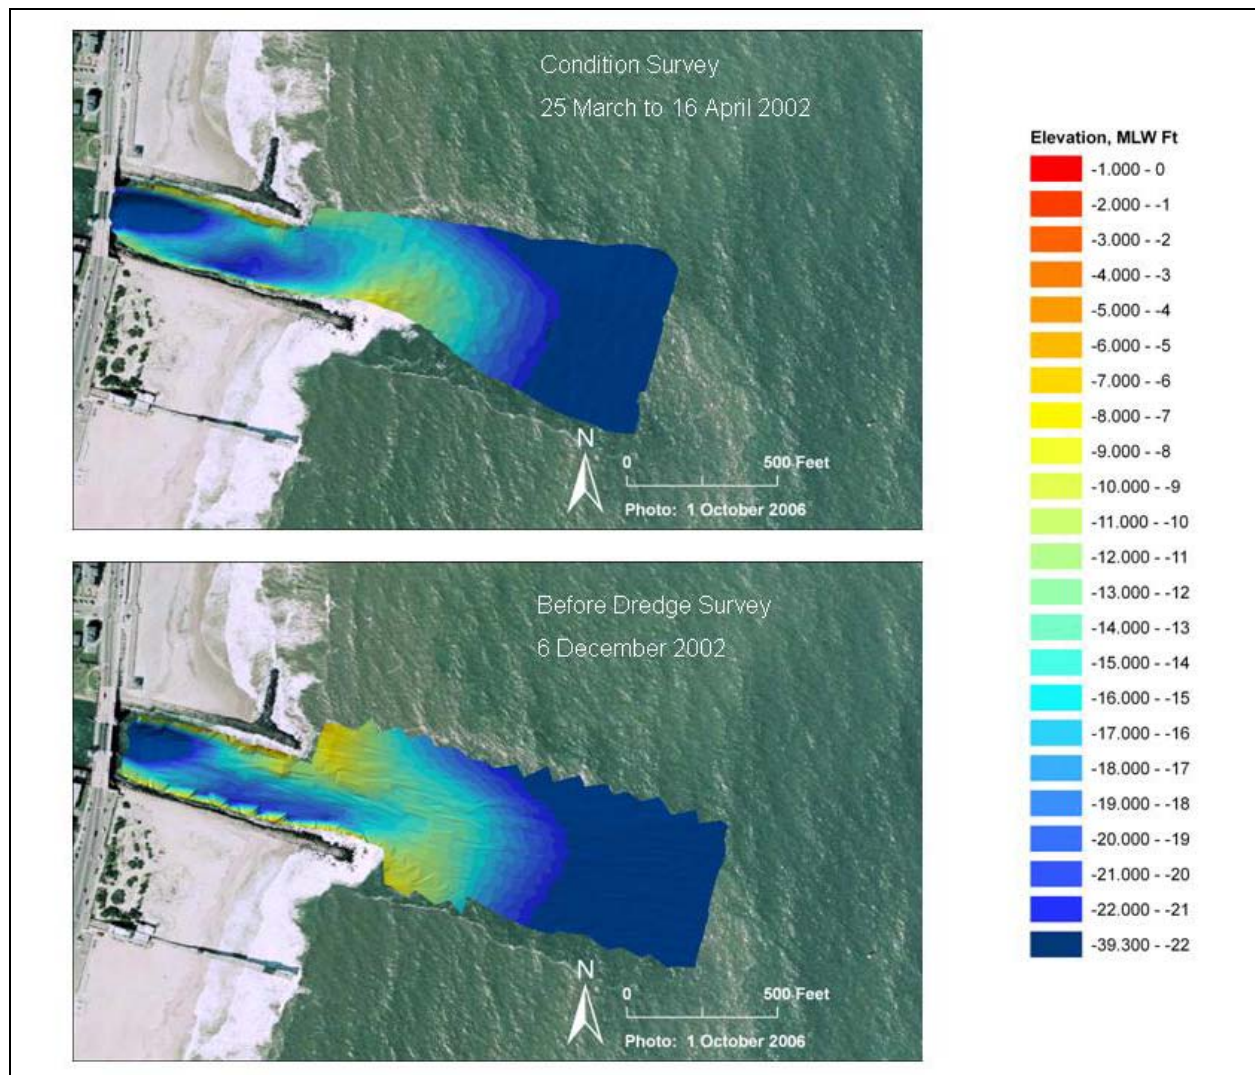 Condition Survey
25 March to 16 April 2002
N
0 500 Feet
Photo: 1 October 2006
Before Dredge Survey
6 December 2002
N
0 500 Feet
Photo: 1 October 2006
Elevation, MLW Ft
-1.000 - 0
-2.000 - -1
-3.000 - -2
-4.000 - -3
-5.000 - -4
-6.000 - -5
-7.000 - -6
-8.000 - -7
-9.000 - -8
-10.000 - -9
-11.000 - -10
-12.000 - -11
-13.000 - -12
-14.000 - -13
-15.000 - -14
-16.000 - -15
-17.000 - -16
-18.000 - -17
-19.000 - -18
-20.000 - -19
-21.000 - -20
-22.000 - -21
-39.300 - -22